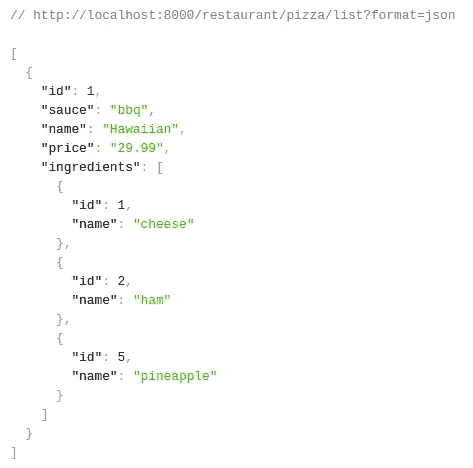 // http://localhost:8000/restaurant/pizza/list?format=json
[
  {
    "id": 1,
    "sauce": "bbq",
    "name": "Hawaiian",
    "price": "29.99",
    "ingredients": [
      {
        "id": 1,
        "name": "cheese"
      },
      {
        "id": 2,
        "name": "ham"
      },
      {
        "id": 5,
        "name": "pineapple"
      }
    ]
  }
]